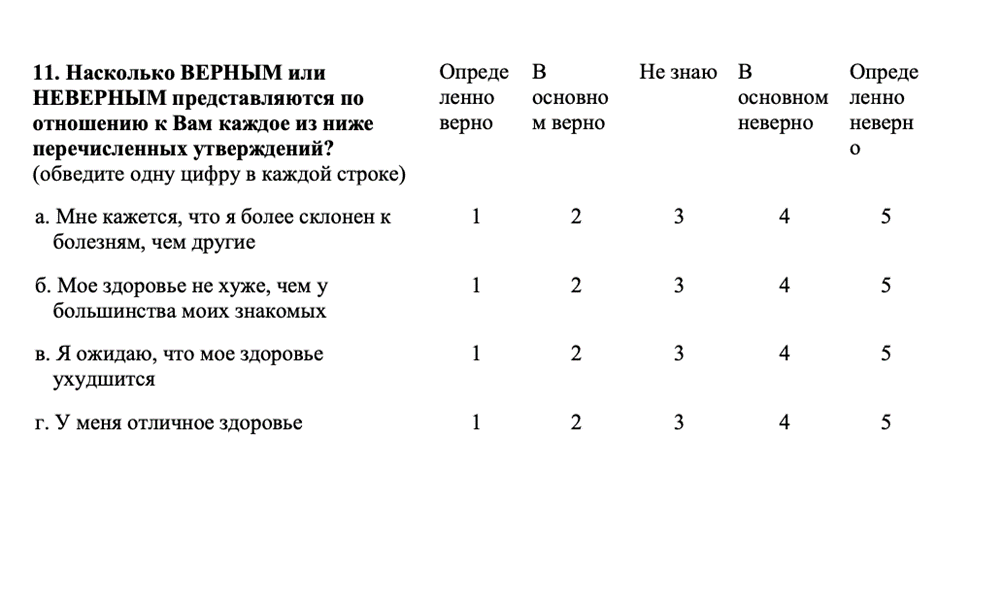 11. Насколько ВЕРНЫМ или Опреде В Не знаю В Опреде
НЕВЕРНЫМ представляются по ленно основно основном ленно
отношению к Вам каждое из ниже верно м верно неверно неверн
перечисленных утверждений? о
(обведите одну цифру в каждой строке)
а. Мне кажется, что я более склонен к 1 2 3 4 5
болезням, чем другие
б. Мое здоровье не хуже, чем у 1 2 3 4 5
большинства моих знакомых
в. Я ожидаю, что мое здоровье 1 2 3 4 5
ухудшится
г. У меня отличное здоровье 1 2 3 4 5